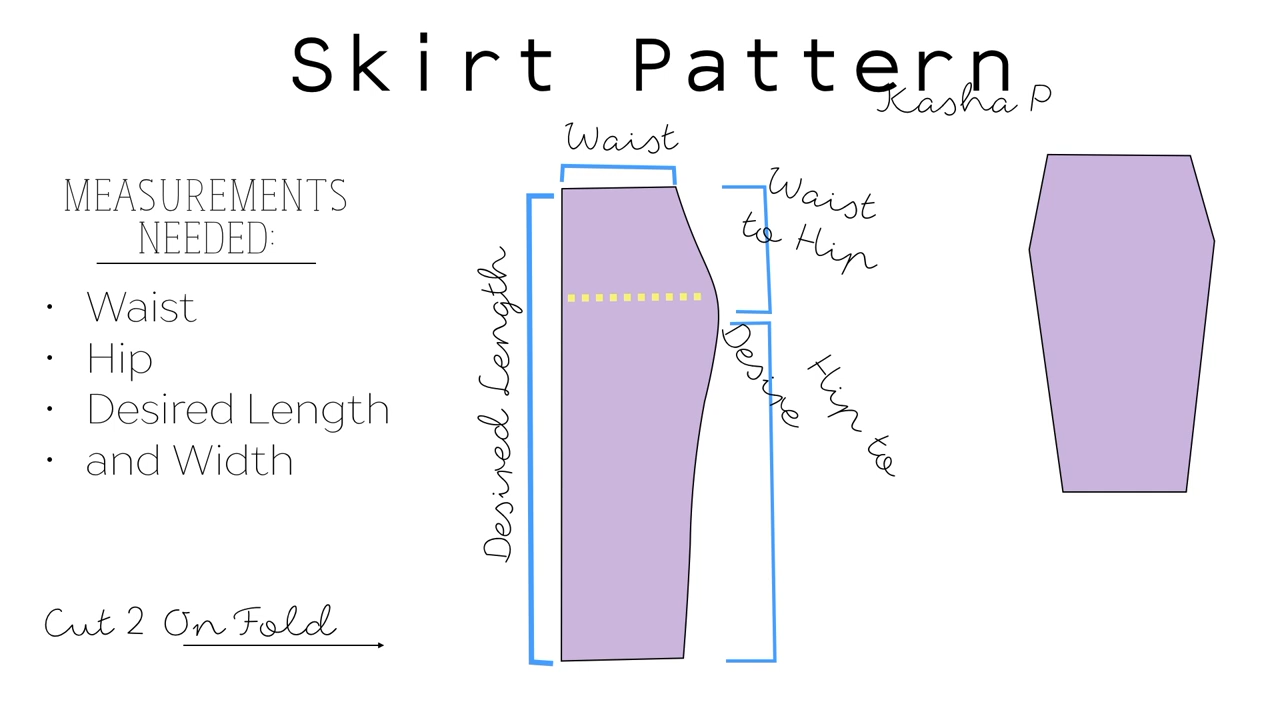 Skirt Pattern
Kasha P
MEASUREMENTS
NEEDED:
• Waist
• Hip
• Desired Length
• and Width
Cut 2 On Fold
Waist
Desired Length
Waist
to Hip
Hip to
Desire